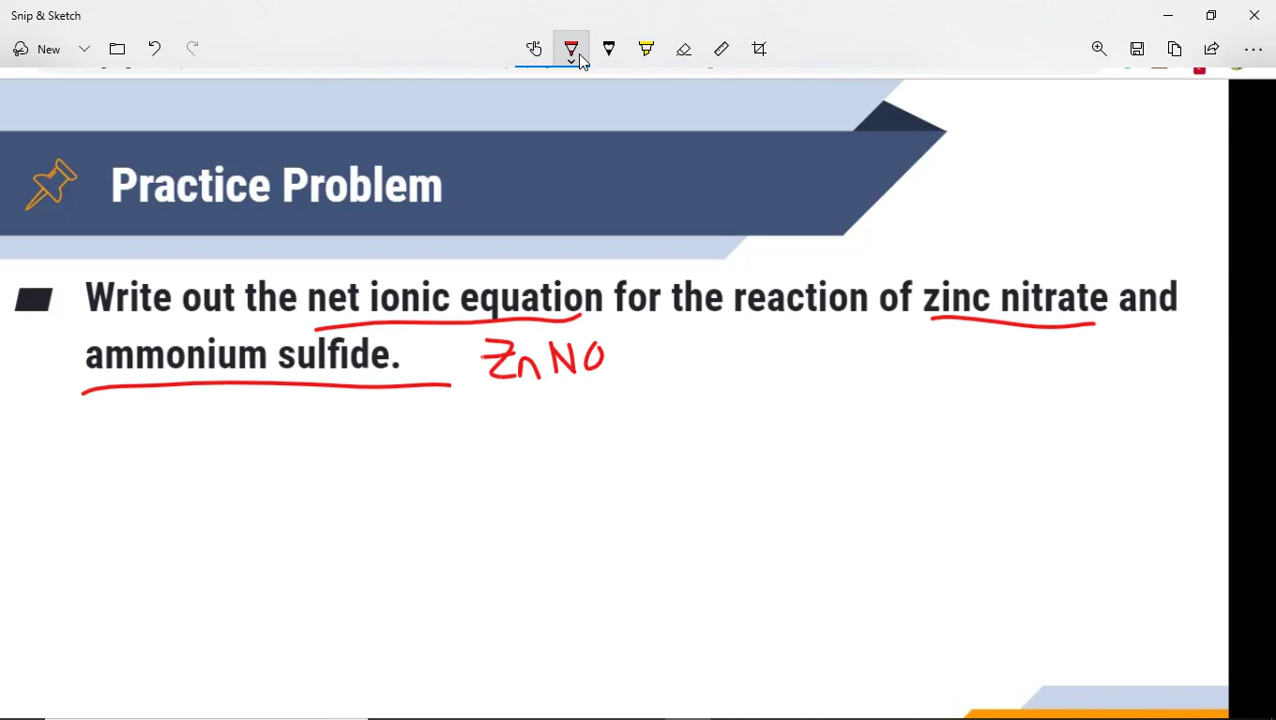 Snip & Sketch
New
Practice Problem
Write out the net ionic equation for the reaction of zinc nitrate and
ammonium sulfide. ZnNO